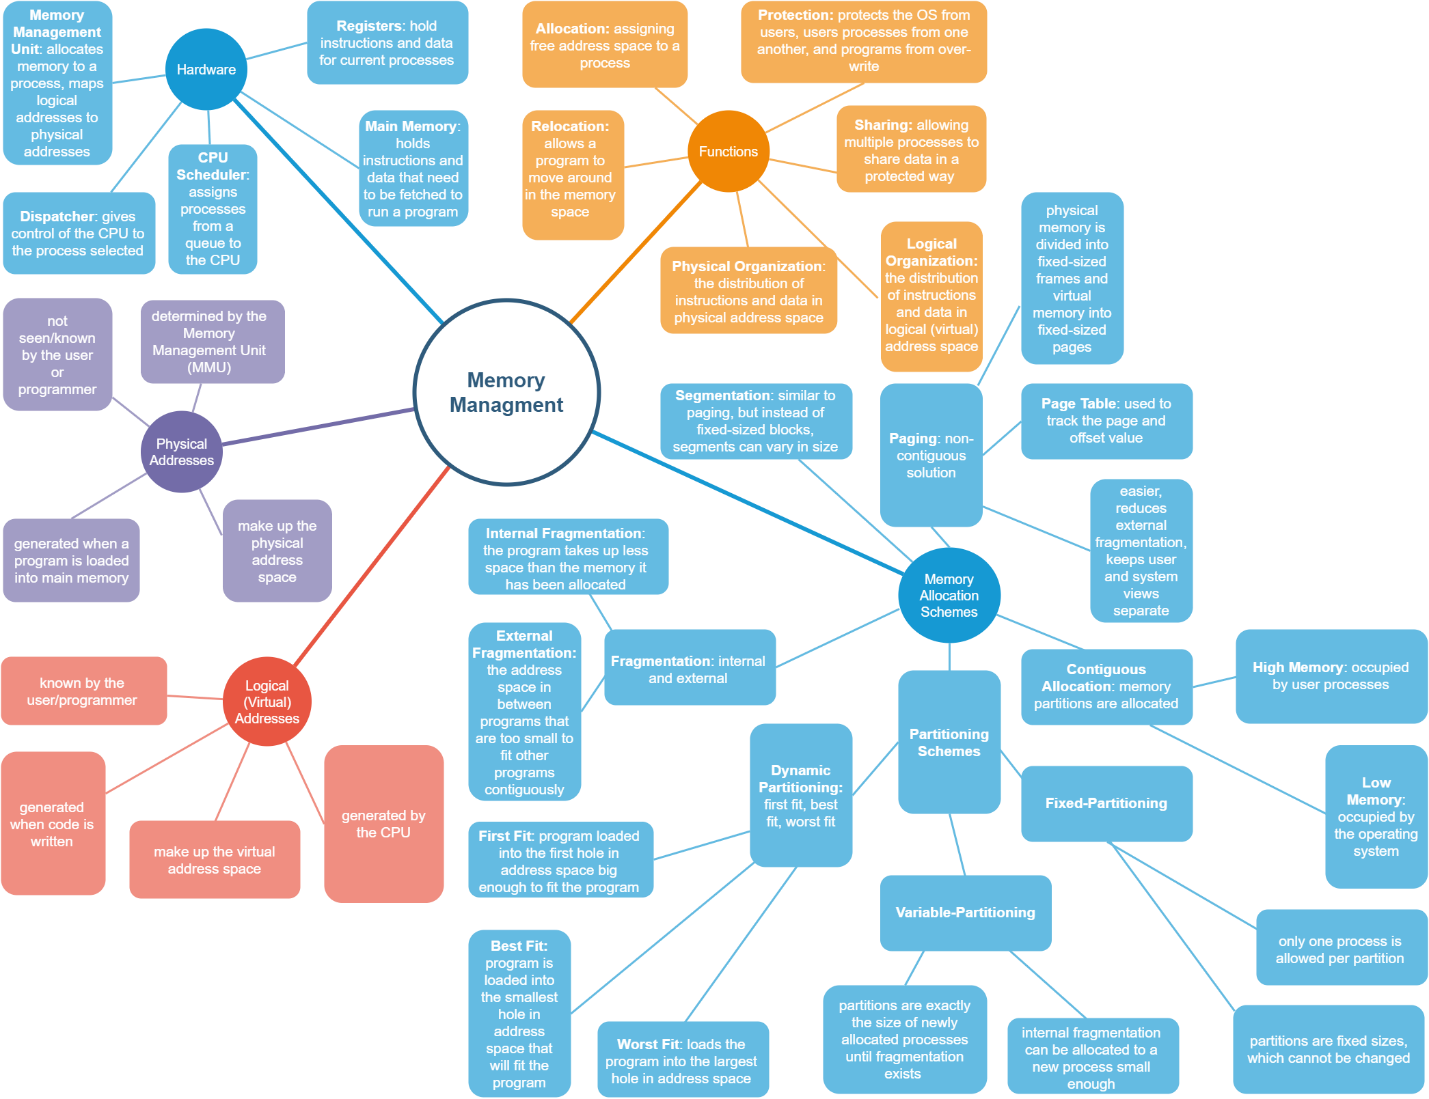 Memory
Management
Unit: allocates
memory to a
process, maps
logical
addresses to
physical
addresses
Hardware
Registers: hold
instructions and data
for current processes
Main Memory:
holds
instructions and
data that need
to be fetched to
run a program
CPU
Scheduler:
assigns
processes
from a
queue to
the CPU
Dispatcher: gives
control of the CPU to
the process selected
Allocation: assigning
free address space to a
process
Protection: protects the OS from
users, users processes from one
another, and programs from over-
write
Relocation:
allows a
program to
move around
in the memory
space
Functions
Sharing: allowing
multiple processes to
share data in a
protected way
Physical Organization:
the distribution of
instructions and data in
physical address space
Logical
Organization:
the distribution
of instructions
and data in
logical (virtual)
address space
physical
memory is
divided into
fixed-sized
frames and
virtual
memory into
fixed-sized
pages
not
seen/known
by the user
or
programmer
determined by the
Memory
Management Unit
(MMU)
Physical
Addresses
generated when a
program is loaded
into main memory
make up the
physical
address
space
Memory
Managment
Segmentation: similar to
paging, but instead of
fixed-sized blocks,
segments can vary in size
Paging: non-
contiguous
solution
Page Table: used to
track the page and
offset value
easier,
reduces
external
fragmentation,
keeps user
and system
views
separate
Internal Fragmentation:
the program takes up less
space than the memory it
has been allocated
Memory
Allocation
Schemes
External
Fragmentation:
the address
space in
between
programs that
are too small to
fit other
programs
contiguously
Fragmentation: internal
and external
Contiguous
Allocation: memory
partitions are allocated
High Memory: occupied
by user processes
Low
Memory:
occupied by
the operating
system
known by the
user/programmer
Logical
(Virtual)
Addresses
generated
when code is
written
make up the virtual
address space
generated by
the CPU
Partitioning
Schemes
Dynamic
Partitioning:
first fit, best
fit, worst fit
Fixed-Partitioning
First Fit: program loaded
into the first hole in
address space big
enough to fit the program
Variable-Partitioning
only one process is
allowed per partition
Best Fit:
program is
loaded into
the smallest
hole in
address
space that
will fit the
program
Worst Fit: loads the
program into the largest
hole in address space
partitions are exactly
the size of newly
allocated processes
until fragmentation
exists
internal fragmentation
can be allocated to a
new process small
enough
partitions are fixed sizes,
which cannot be changed